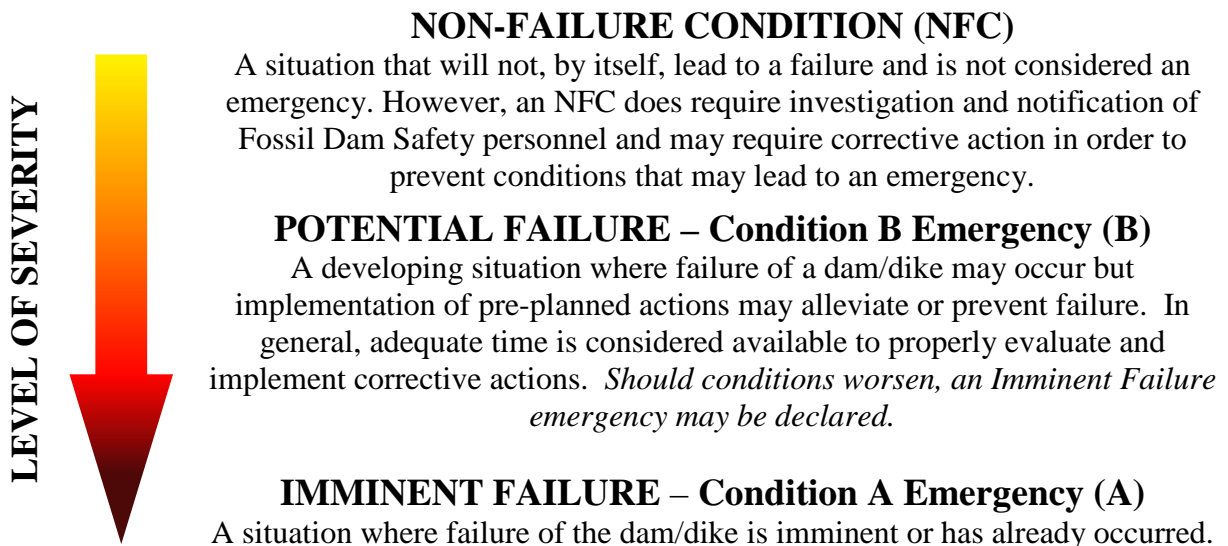 LEVEL OF SEVERITY
NON-FAILURE CONDITION (NFC)
A situation that will not, by itself, lead to a failure and is not considered an
emergency. However, an NFC does require investigation and notification of
Fossil Dam Safety personnel and may require corrective action in order to
prevent conditions that may lead to an emergency.
POTENTIAL FAILURE – Condition B Emergency (B)
A developing situation where failure of a dam/dike may occur but
implementation of pre-planned actions may alleviate or prevent failure.  In
general, adequate time is considered available to properly evaluate and
implement corrective actions.  Should conditions worsen, an Imminent Failure
emergency may be declared.
IMMINENT FAILURE – Condition A Emergency (A)
A situation where failure of the dam/dike is imminent or has already occurred.